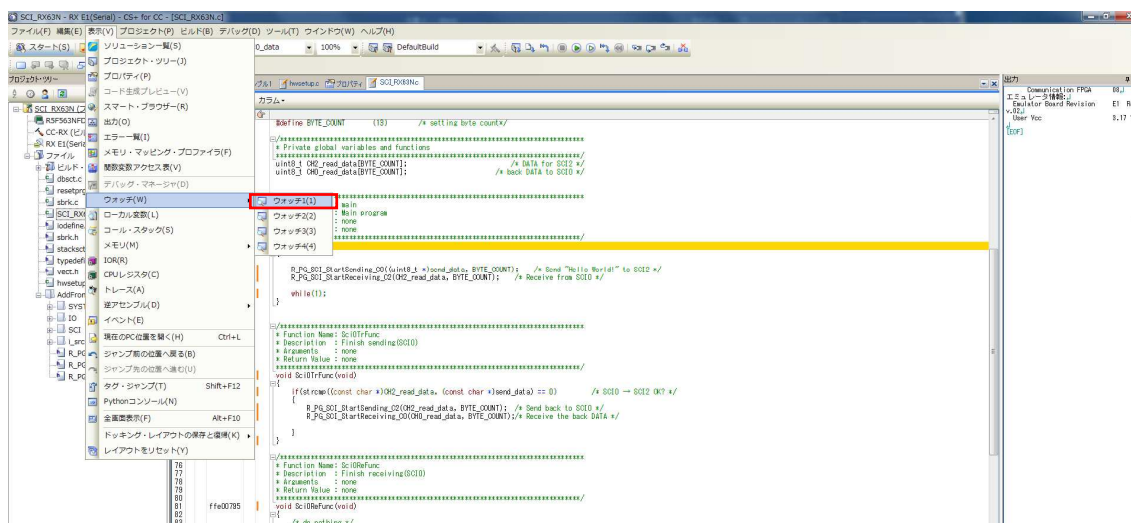 SCI_RX63N - RX E1(Serial) - CS+ for CC - [SCI_RX63N.c]
ファイル(F) 編集(E) 表示(V) プロジェクト(P) ビルド(B) デバッグ(D) ツール(T) ウインドウ(W) ヘルプ(H)
スタート(S)
0_data 100% DefaultBuild
プロジェクト・ツリー
SCI_RX63N (プ
R5F563NFD
CC-RX (ビル
RX E1(Seria
ファイル
ビルド・
dbsct.c
resetprg
sbrk.c
SCI_RX6
iodefine
sbrk.h
stacksct
typedefi
vect.h
hwsetup
AddFron
SYST
IO
SCI
I_src
R_PG
R_PG
R_PG
ソリューション一覧(S)
プロジェクト・ツリー(J)
プロパティ(P)
コード生成プレビュー(V)
スマート・ブラウザー(R)
出力(O)
エラー一覧(I)
メモリ・マッピング・プロファイラ(F)
関数変数アクセス表(V)
デバッグ・マネージャ(D)
ウォッチ(W)
ローカル変数(L)
コール・スタック(S)
メモリ(M)
IOR(R)
CPUレジスタ(C)
トレース(A)
逆アセンブル(D)
イベント(E)
現在のPC位置を開く(H) Ctrl+L
ジャンプ前の位置へ戻る(B)
ジャンプ先の位置へ進む(U)
タグ・ジャンプ(T) Shift+F12
Pythonコンソール(N)
全画面表示(F) Alt+F10
ドッキング・レイアウトの保存と復帰(K)
レイアウトをリセット(Y)
ウォッチ1(1)
ウォッチ2(2)
ウォッチ3(3)
ウォッチ4(4)
ブル1 hwsetup.c プロパティ SCI_RX63N.c
カラム
#define BYTE_COUNT (13) /* setting byte count*/
/******************************************************************************
* Private global variables and functions
******************************************************************************/
uint8_t CH2_read_data[BYTE_COUNT]; /* DATA for SCI2 */
uint8_t CH0_read_data[BYTE_COUNT]; /* back DATA to SCI0 */
: main
: Main program
: none
: none
R_PG_SCI_StartSending_C0((uint8_t *)send_data, BYTE_COUNT); /* Send "Hello World!" to SCI2 */
R_PG_SCI_StartReceiving_C2(CH2_read_data, BYTE_COUNT); /* Receive from SCI0 */
while(1);
}
/******************************************************************************
* Function Name: Sci0TrFunc
* Description : Finish sending(SCI0)
* Arguments : none
* Return Value : none
******************************************************************************/
void Sci0TrFunc(void)
{
if(strcmp((const char *)CH2_read_data, (const char *)send_data) == 0) /* SCI0 → SCI2 OK? */
{
R_PG_SCI_StartSending_C2(CH2_read_data, BYTE_COUNT); /* Send back to SCI0 */
R_PG_SCI_StartReceiving_C0(CH0_read_data, BYTE_COUNT);/* Receive the back DATA */
}
}
/******************************************************************************
76 * Function Name: Sci0ReFunc
77 * Description : Finish receiving(SCI0)
78 * Arguments : none
79 * Return Value : none
80 ******************************************************************************/
81 ffe00785 void Sci0ReFunc(void)
82 {
83 /* do nothing */
出力
Communication FPGA 08,
エミュレータ情報:
Emulator Board Revision E1 R
v.02,
User Vcc 3.17
[EOF]